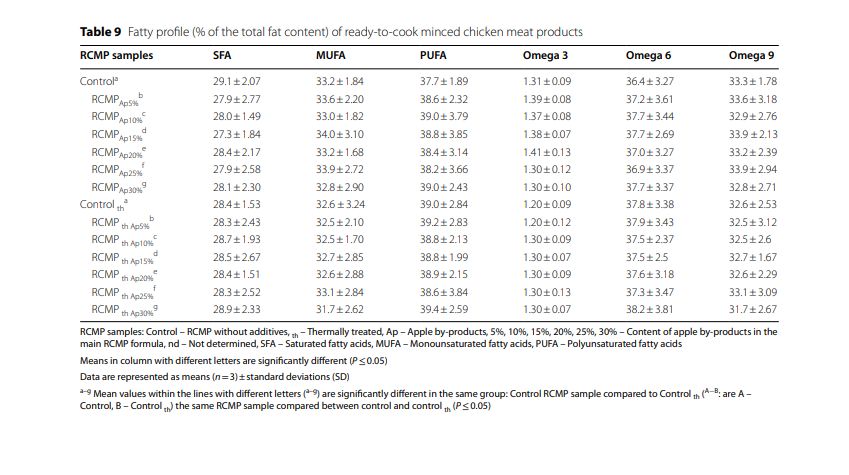 Table 9 Fatty profile (% of the total fat content) of ready-to-cook minced chicken meat products
RCMP samples SFA MUFA PUFA Omega 3 Omega 6 Omega 9
Control^a 29.1 ± 2.07 33.2 ± 1.84 37.7 ± 1.89 1.31 ± 0.09 36.4 ± 3.27 33.3 ± 1.78
RCMP_Ap5%^b 27.9 ± 2.77 33.6 ± 2.20 38.6 ± 2.32 1.39 ± 0.08 37.2 ± 3.61 33.6 ± 3.18
RCMP_Ap10%^c 28.0 ± 1.49 33.0 ± 1.82 39.0 ± 3.79 1.37 ± 0.08 37.7 ± 3.44 32.9 ± 2.76
RCMP_Ap15%^d 27.3 ± 1.84 34.0 ± 3.10 38.8 ± 3.85 1.38 ± 0.07 37.7 ± 2.69 33.9 ± 2.13
RCMP_Ap20%^e 28.4 ± 2.17 33.2 ± 1.68 38.4 ± 3.14 1.41 ± 0.13 37.0 ± 3.27 33.2 ± 2.39
RCMP_Ap25%^f 27.9 ± 2.58 33.9 ± 2.72 38.2 ± 3.66 1.30 ± 0.12 36.9 ± 3.37 33.9 ± 2.94
RCMP_Ap30%^g 28.1 ± 2.30 32.8 ± 2.90 39.0 ± 2.43 1.30 ± 0.10 37.7 ± 3.37 32.8 ± 2.71
Control _th^a 28.4 ± 1.53 32.6 ± 3.24 39.0 ± 2.84 1.20 ± 0.09 37.8 ± 3.38 32.6 ± 2.53
RCMP _th Ap5%^b 28.3 ± 2.43 32.5 ± 2.10 39.2 ± 2.83 1.20 ± 0.12 37.9 ± 3.43 32.5 ± 3.12
RCMP _th Ap10%^c 28.7 ± 1.93 32.5 ± 1.70 38.8 ± 2.13 1.30 ± 0.09 37.5 ± 2.37 32.5 ± 2.6
RCMP _th Ap15%^d 28.5 ± 2.67 32.7 ± 2.85 38.8 ± 1.99 1.30 ± 0.07 37.5 ± 2.5 32.7 ± 1.67
RCMP _th Ap20%^e 28.4 ± 1.51 32.6 ± 2.88 38.9 ± 2.15 1.30 ± 0.09 37.6 ± 3.18 32.6 ± 2.29
RCMP _th Ap25%^f 28.3 ± 2.52 33.1 ± 2.84 38.6 ± 3.84 1.30 ± 0.13 37.3 ± 3.47 33.1 ± 3.09
RCMP _th Ap30%^g 28.9 ± 2.33 31.7 ± 2.62 39.4 ± 2.59 1.30 ± 0.07 38.2 ± 3.81 31.7 ± 2.67
RCMP samples: Control – RCMP without additives, _th – Thermally treated, Ap – Apple by-products, 5%, 10%, 15%, 20%, 25%, 30% – Content of apple by-products in the
main RCMP formula, nd – Not determined, SFA – Saturated fatty acids, MUFA – Monounsaturated fatty acids, PUFA – Polyunsaturated fatty acids
Means in column with different letters are significantly different (P ≤ 0.05)
Data are represented as means (n = 3) ± standard deviations (SD)
^a–g Mean values within the lines with different letters (^a–g) are significantly different in the same group: Control RCMP sample compared to Control _th (^A–B: are A –
Control, B – Control _th) the same RCMP sample compared between control and control _th (P ≤ 0.05)